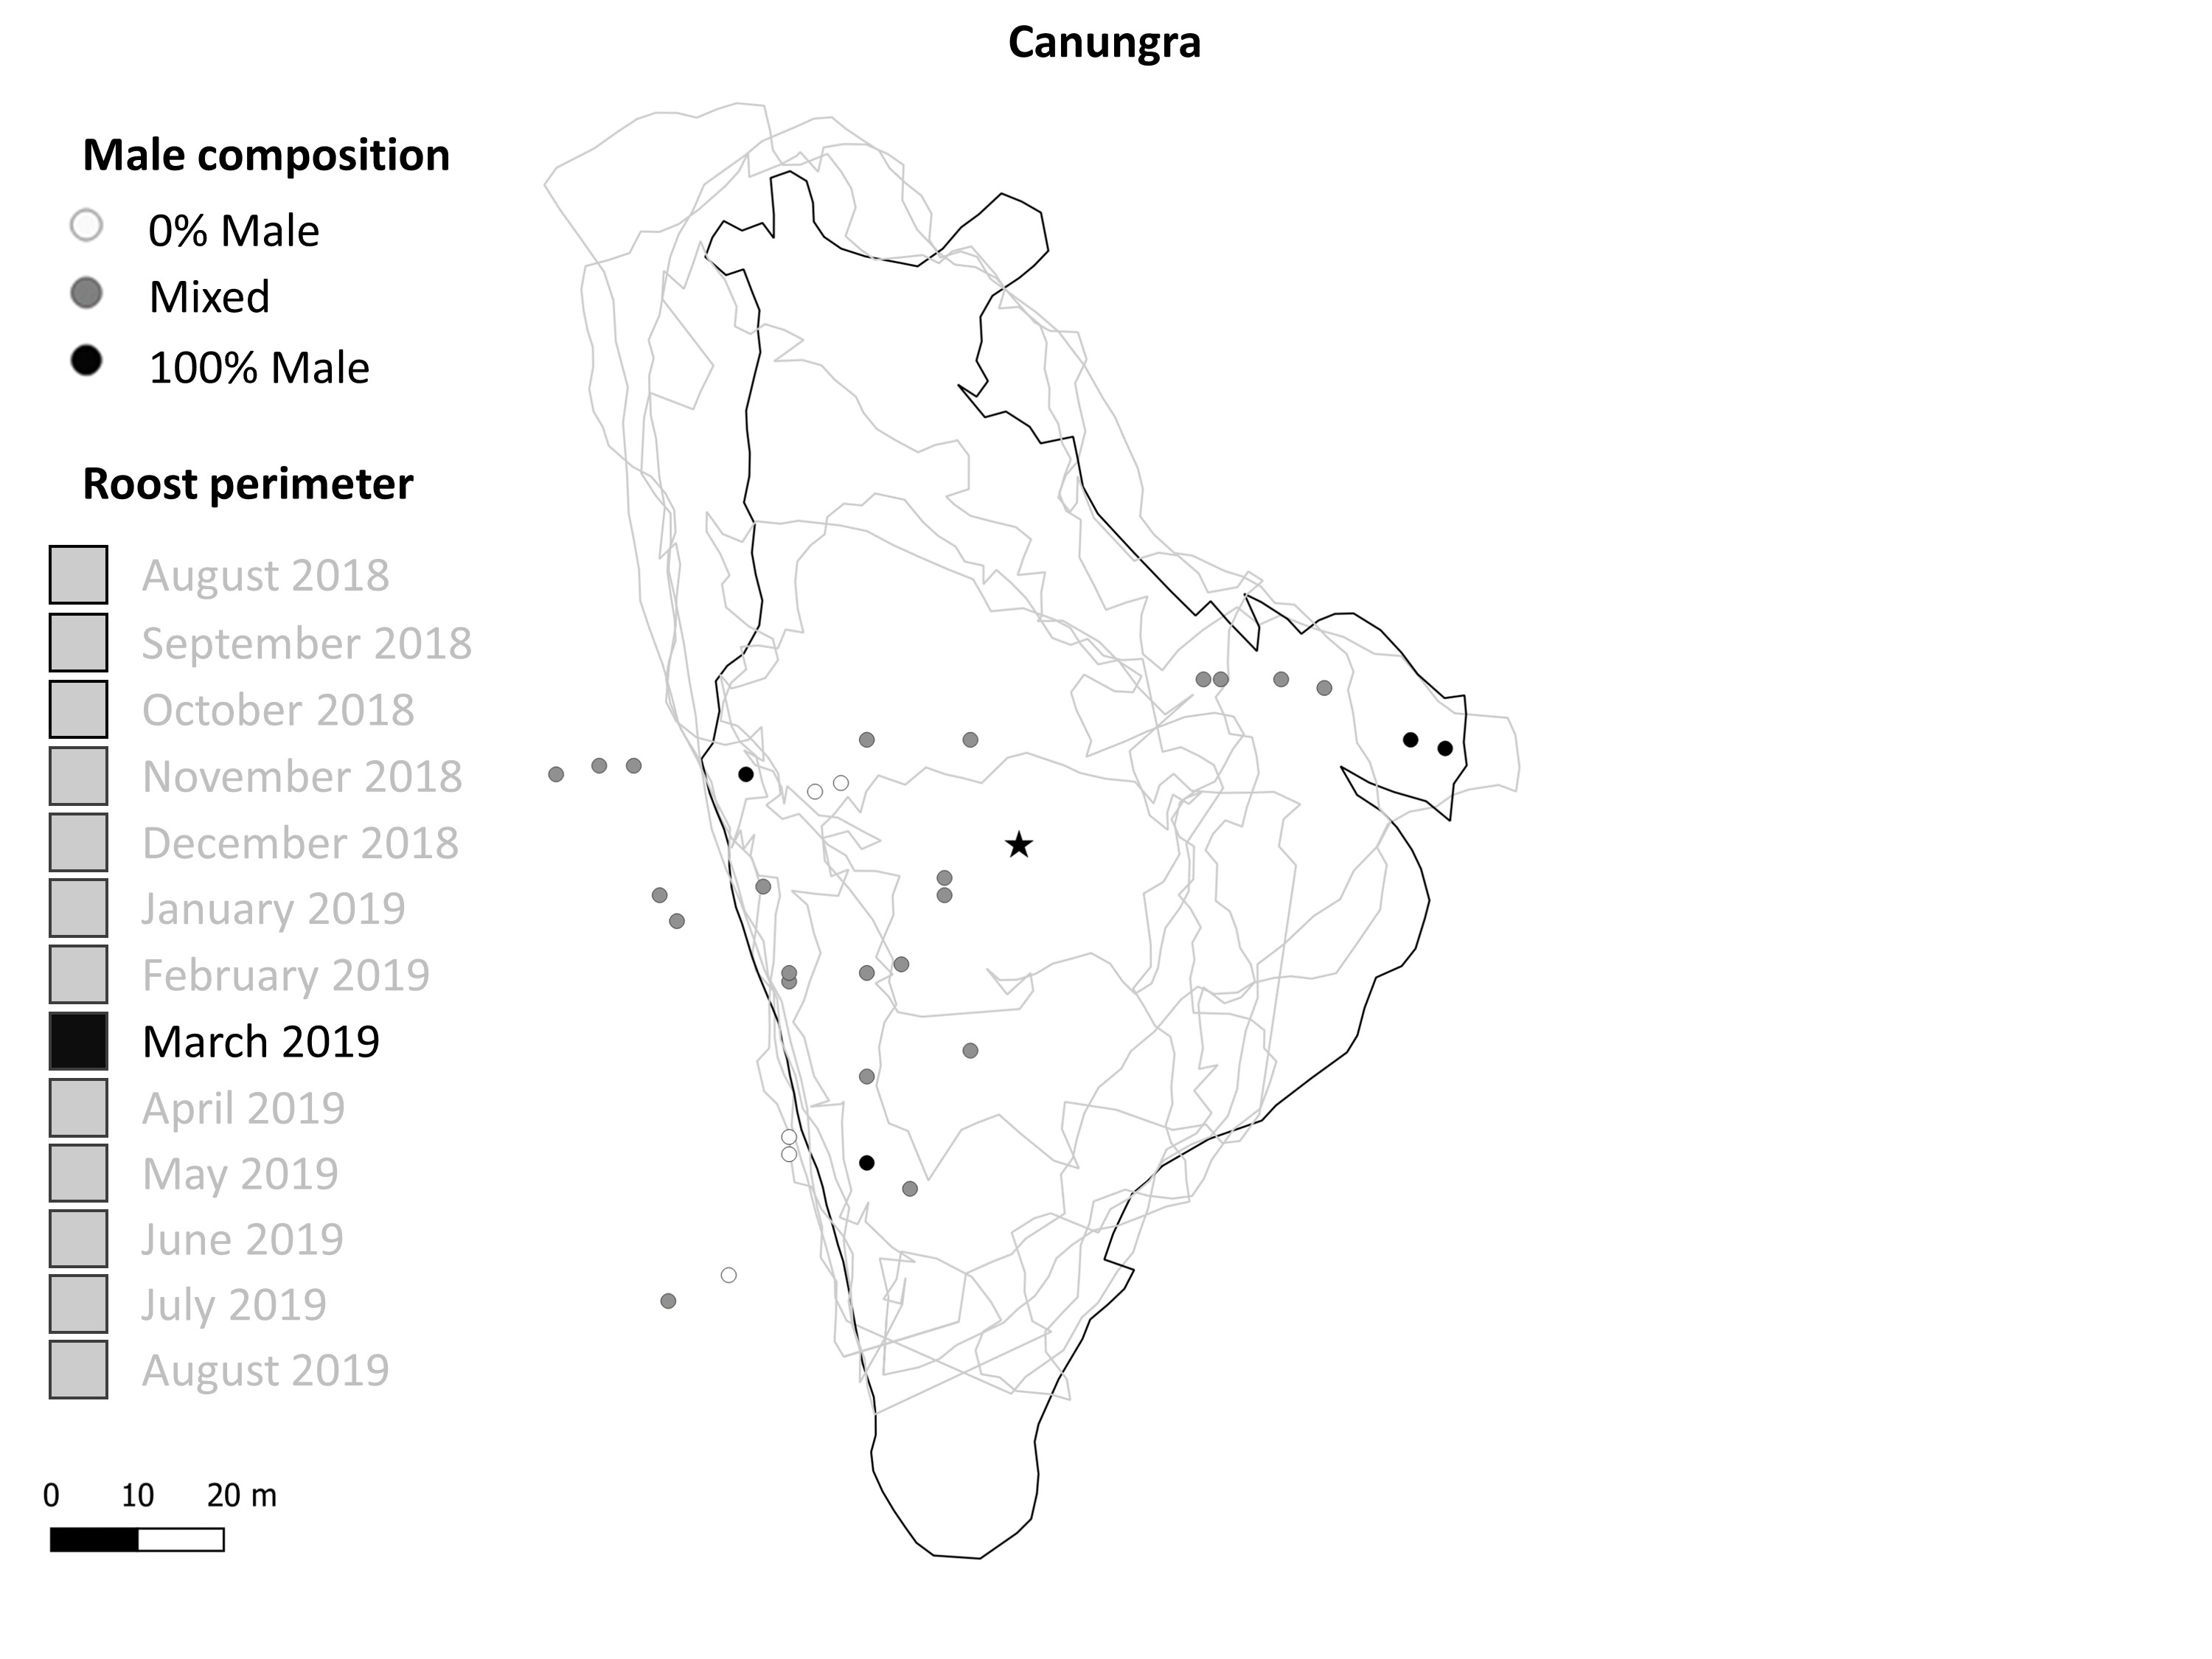 Canungra
Male composition
0% Male
Mixed
100% Male
Roost perimeter
August 2018
September 2018
October 2018
November 2018
December 2018
January 2019
February 2019
March 2019
April 2019
May 2019
June 2019
July 2019
August 2019
0 10 20 m